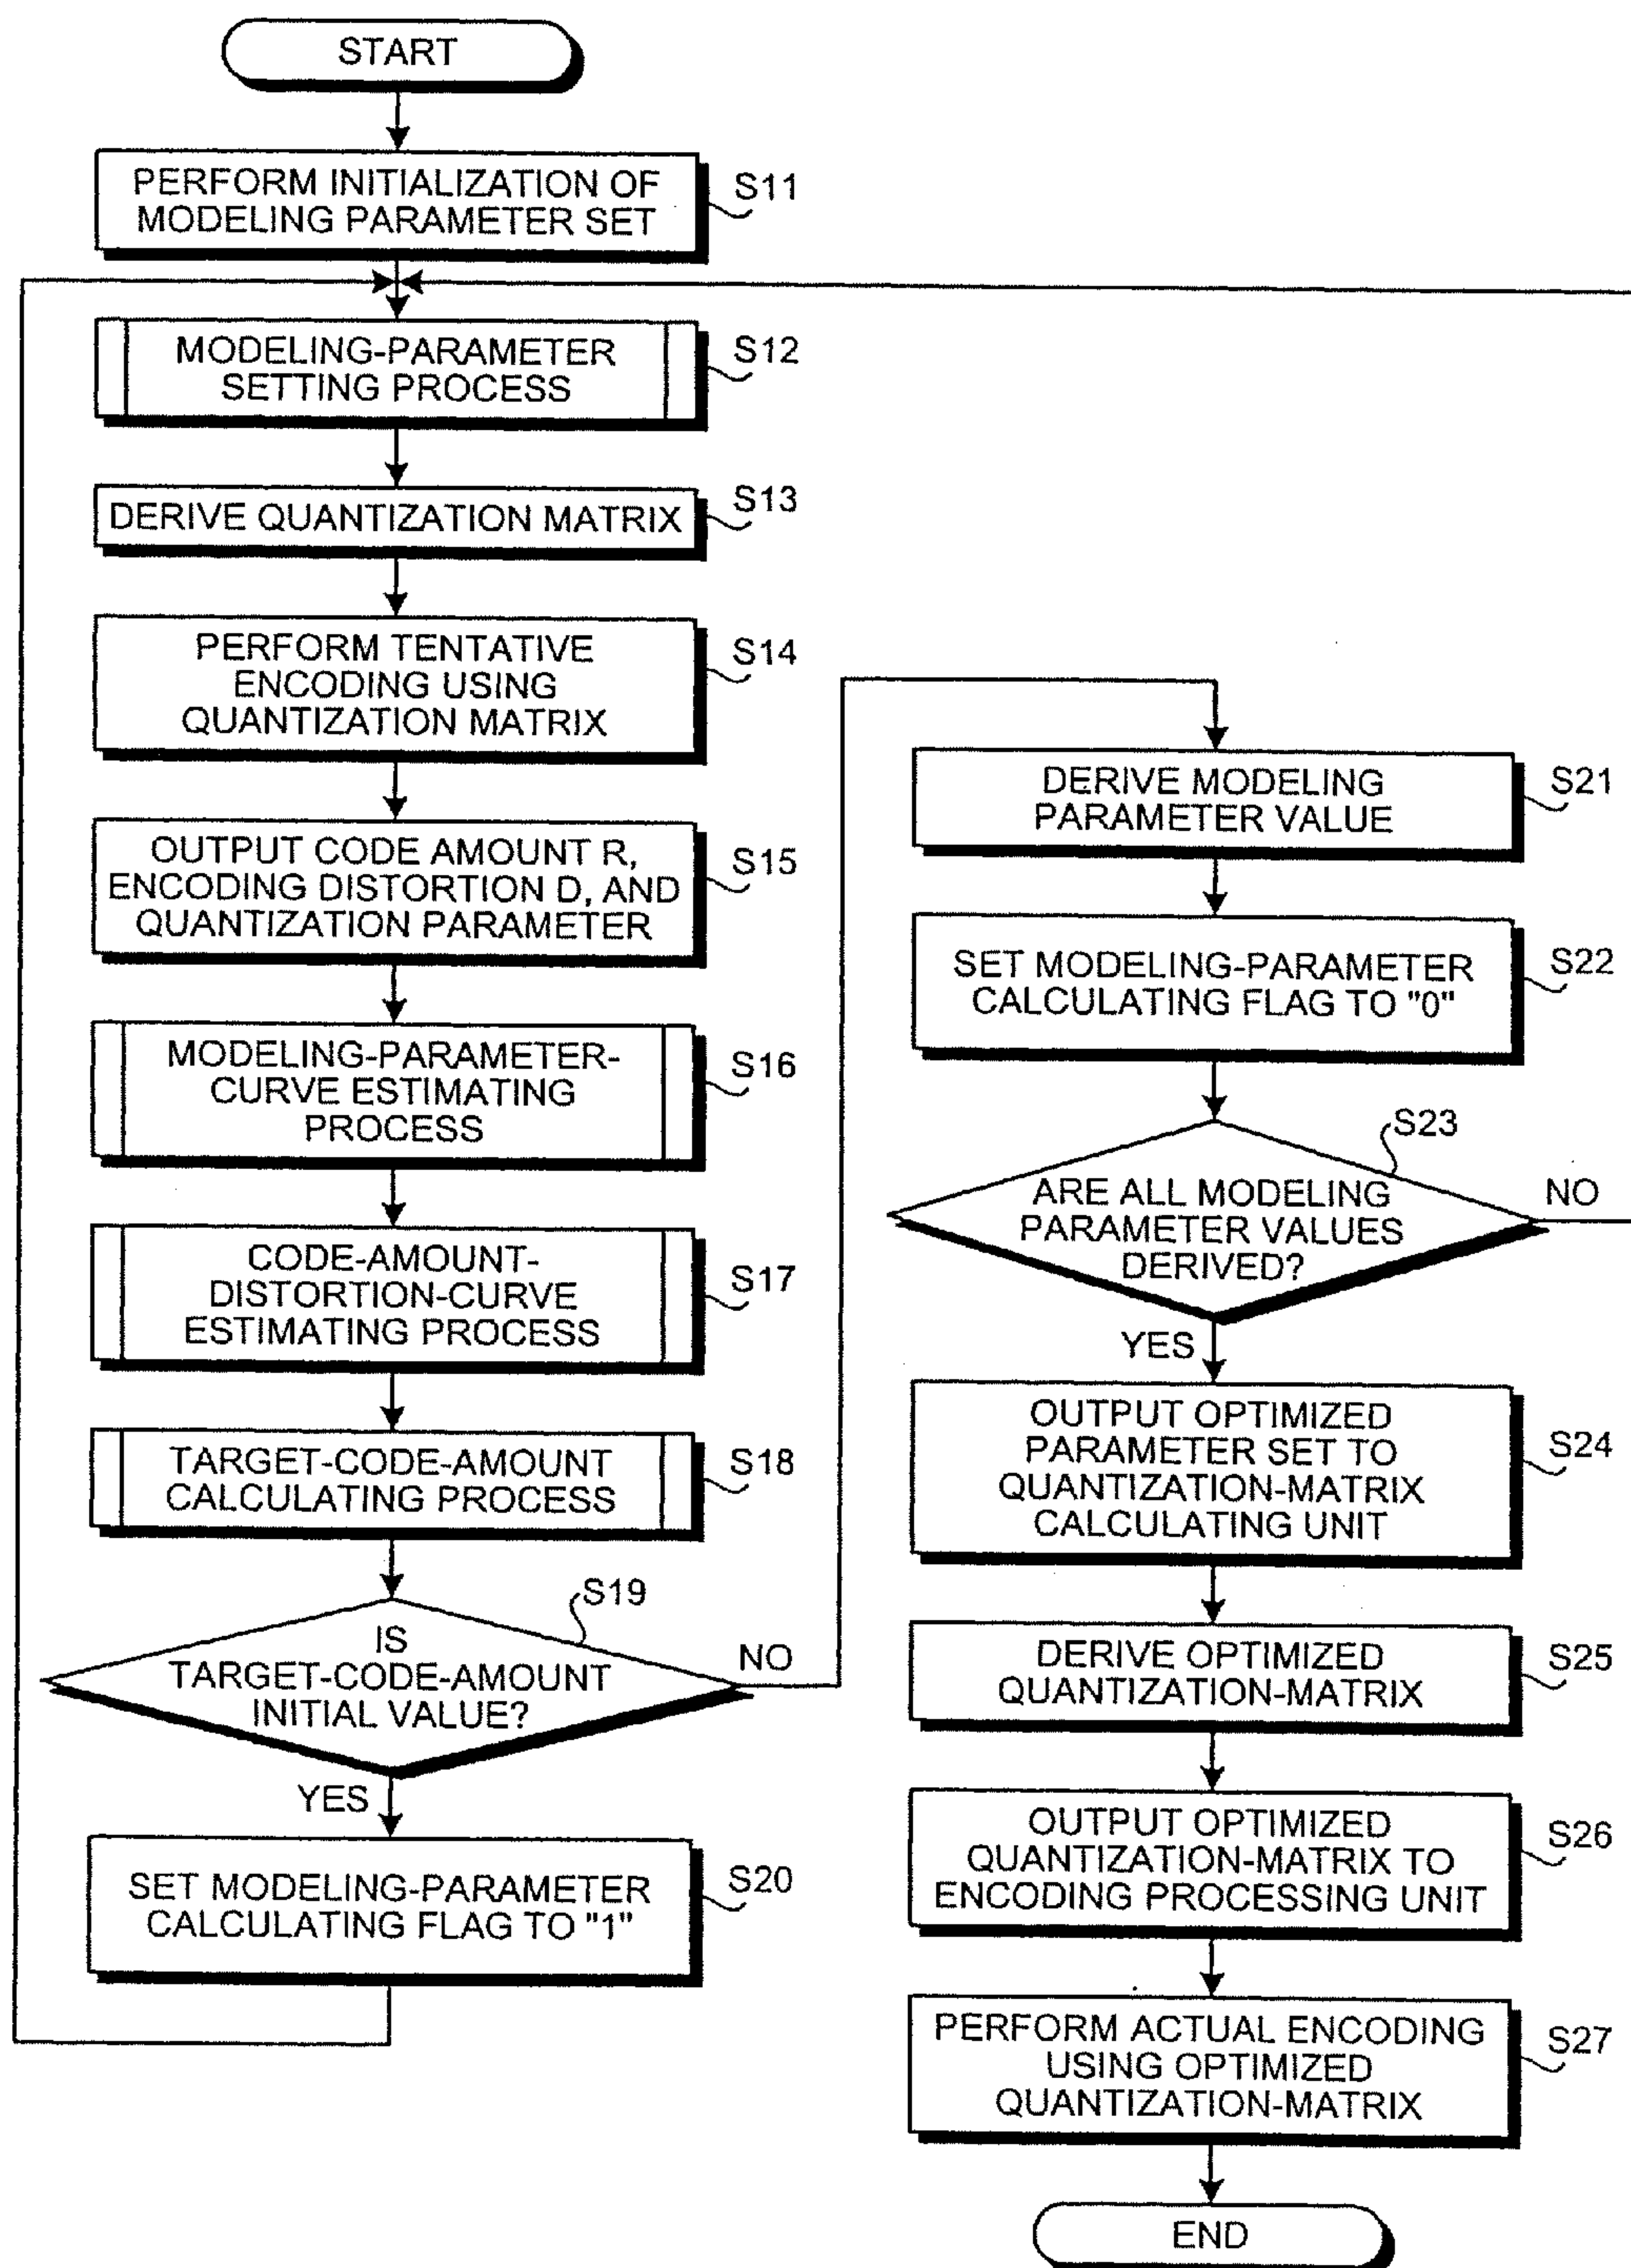 START
PERFORM INITIALIZATION OF
MODELING PARAMETER SET
S11
MODELING-PARAMETER
SETTING PROCESS
S12
DERIVE QUANTIZATION MATRIX
S13
PERFORM TENTATIVE
ENCODING USING
QUANTIZATION MATRIX
S14
OUTPUT CODE AMOUNT R,
ENCODING DISTORTION D, AND
QUANTIZATION PARAMETER
S15
MODELING-PARAMETER-
CURVE ESTIMATING
PROCESS
S16
CODE-AMOUNT-
DISTORTION-CURVE
ESTIMATING PROCESS
S17
TARGET-CODE-AMOUNT
CALCULATING PROCESS
S18
S19
IS
TARGET-CODE-AMOUNT
INITIAL VALUE?
NO
YES
SET MODELING-PARAMETER
CALCULATING FLAG TO "1"
S20
DERIVE MODELING
PARAMETER VALUE
S21
SET MODELING-PARAMETER
CALCULATING FLAG TO "0"
S22
S23
ARE ALL MODELING
PARAMETER VALUES
DERIVED?
NO
YES
OUTPUT OPTIMIZED
PARAMETER SET TO
QUANTIZATION-MATRIX
CALCULATING UNIT
S24
DERIVE OPTIMIZED
QUANTIZATION-MATRIX
S25
OUTPUT OPTIMIZED
QUANTIZATION-MATRIX TO
ENCODING PROCESSING UNIT
S26
PERFORM ACTUAL ENCODING
USING OPTIMIZED
QUANTIZATION-MATRIX
S27
END